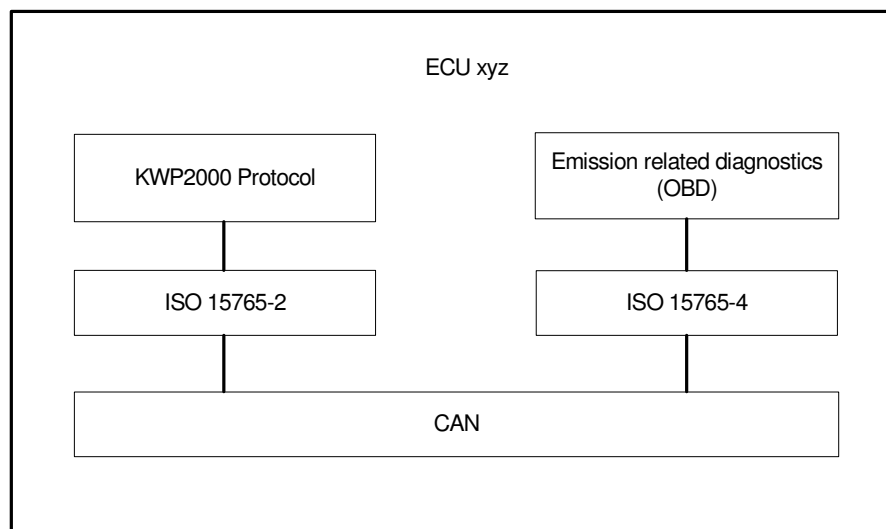 ECU xyz
KWP2000 Protocol
Emission related diagnostics
(OBD)
ISO 15765-2
ISO 15765-4
CAN